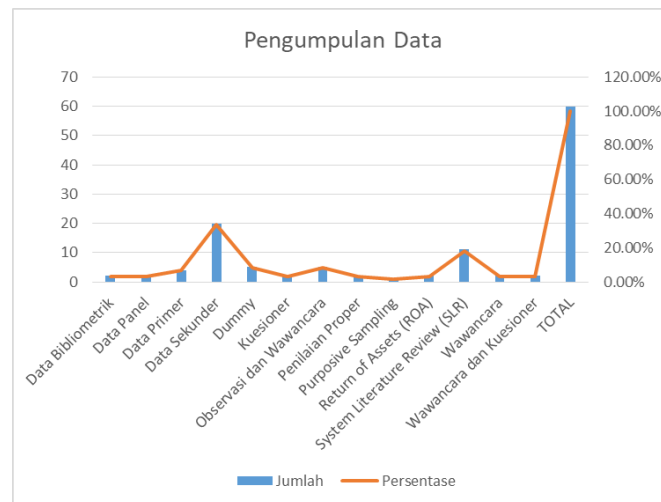 Pengumpulan Data
70
60
50
40
30
20
10
0
120.00%
100.00%
80.00%
60.00%
40.00%
20.00%
0.00%
Data Bibliometrik
Data Panel
Data Primer
Data Sekunder
Dummy
Kuesioner
Observasi dan Wawancara
Penilaian Proper
Purposive Sampling
Return of Assets (ROA)
System Literature Review (SLR)
Wawancara
Wawancara dan Kuesioner
TOTAL
Jumlah
Persentase